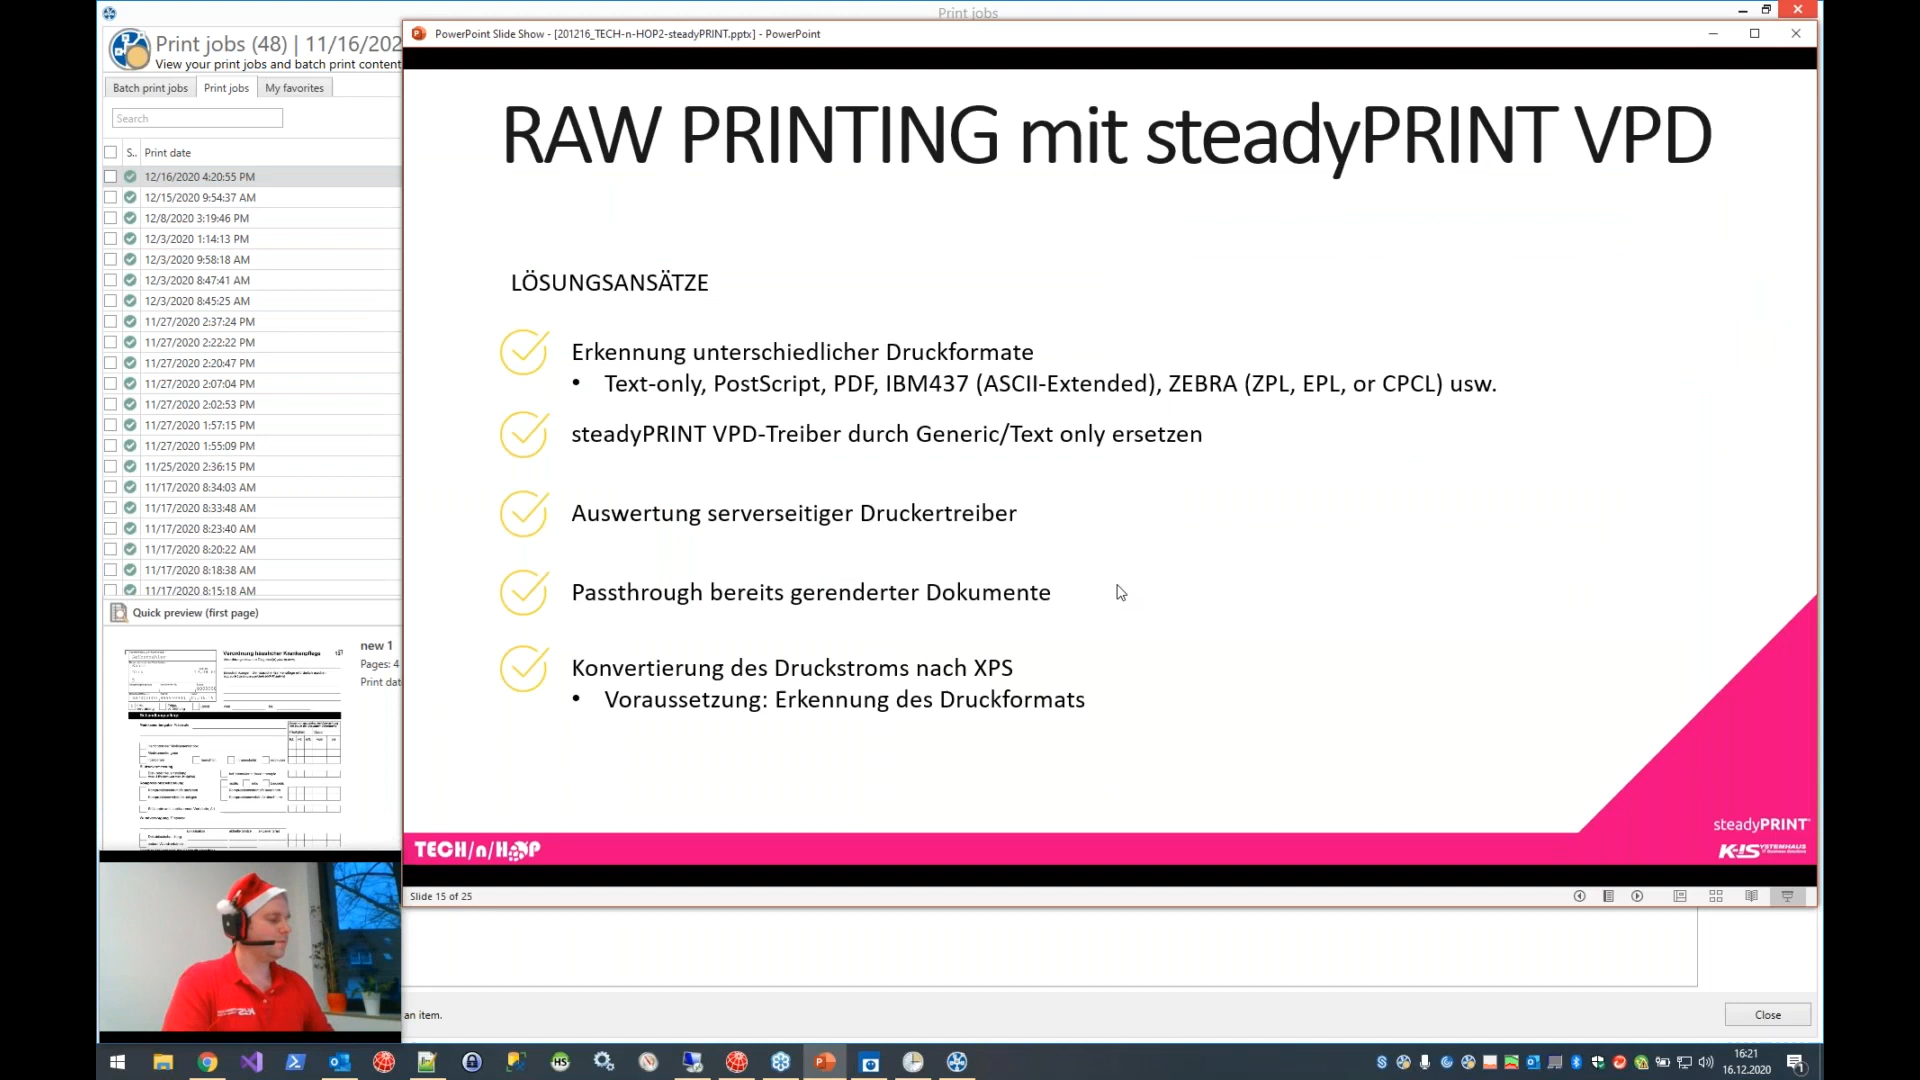 Print jobs
Print jobs (48) | 11/16/202
View your print jobs and batch print content
Batch print jobs
Print jobs
My favorites
Search
S..
Print date
12/16/2020 4:20:55 PM
12/15/2020 9:54:37 AM
12/8/2020 3:19:46 PM
12/3/2020 1:14:13 PM
12/3/2020 9:58:18 AM
12/3/2020 8:47:41 AM
12/3/2020 8:45:25 AM
11/27/2020 2:37:24 PM
11/27/2020 2:22:22 PM
11/27/2020 2:20:47 PM
11/27/2020 2:07:04 PM
11/27/2020 2:02:53 PM
11/27/2020 1:57:15 PM
11/27/2020 1:55:09 PM
11/25/2020 2:36:15 PM
11/17/2020 8:34:03 AM
11/17/2020 8:33:48 AM
11/17/2020 8:23:40 AM
11/17/2020 8:20:22 AM
11/17/2020 8:18:38 AM
11/17/2020 8:15:18 AM
Quick preview (first page)
Verordnung häuslicher Krankenpflege
new 1
Pages: 4
Print dat
PowerPoint Slide Show - [201216_TECH-n-HOP2-steadyPRINT.pptx] - PowerPoint
RAW PRINTING mit steadyPRINT VPD
LÖSUNGSANSÄTZE
Erkennung unterschiedlicher Druckformate
• Text-only, PostScript, PDF, IBM437 (ASCII-Extended), ZEBRA (ZPL, EPL, or CPCL) usw.
steadyPRINT VPD-Treiber durch Generic/Text only ersetzen
Auswertung serverseitiger Druckertreiber
Passthrough bereits gerenderter Dokumente
Konvertierung des Druckstroms nach XPS
• Voraussetzung: Erkennung des Druckformats
steadyPRINT
TECH/n/HOP
K-IS YSTEMHAUS
Slide 15 of 25
an item.
Close
HS
16:21
16.12.2020
1